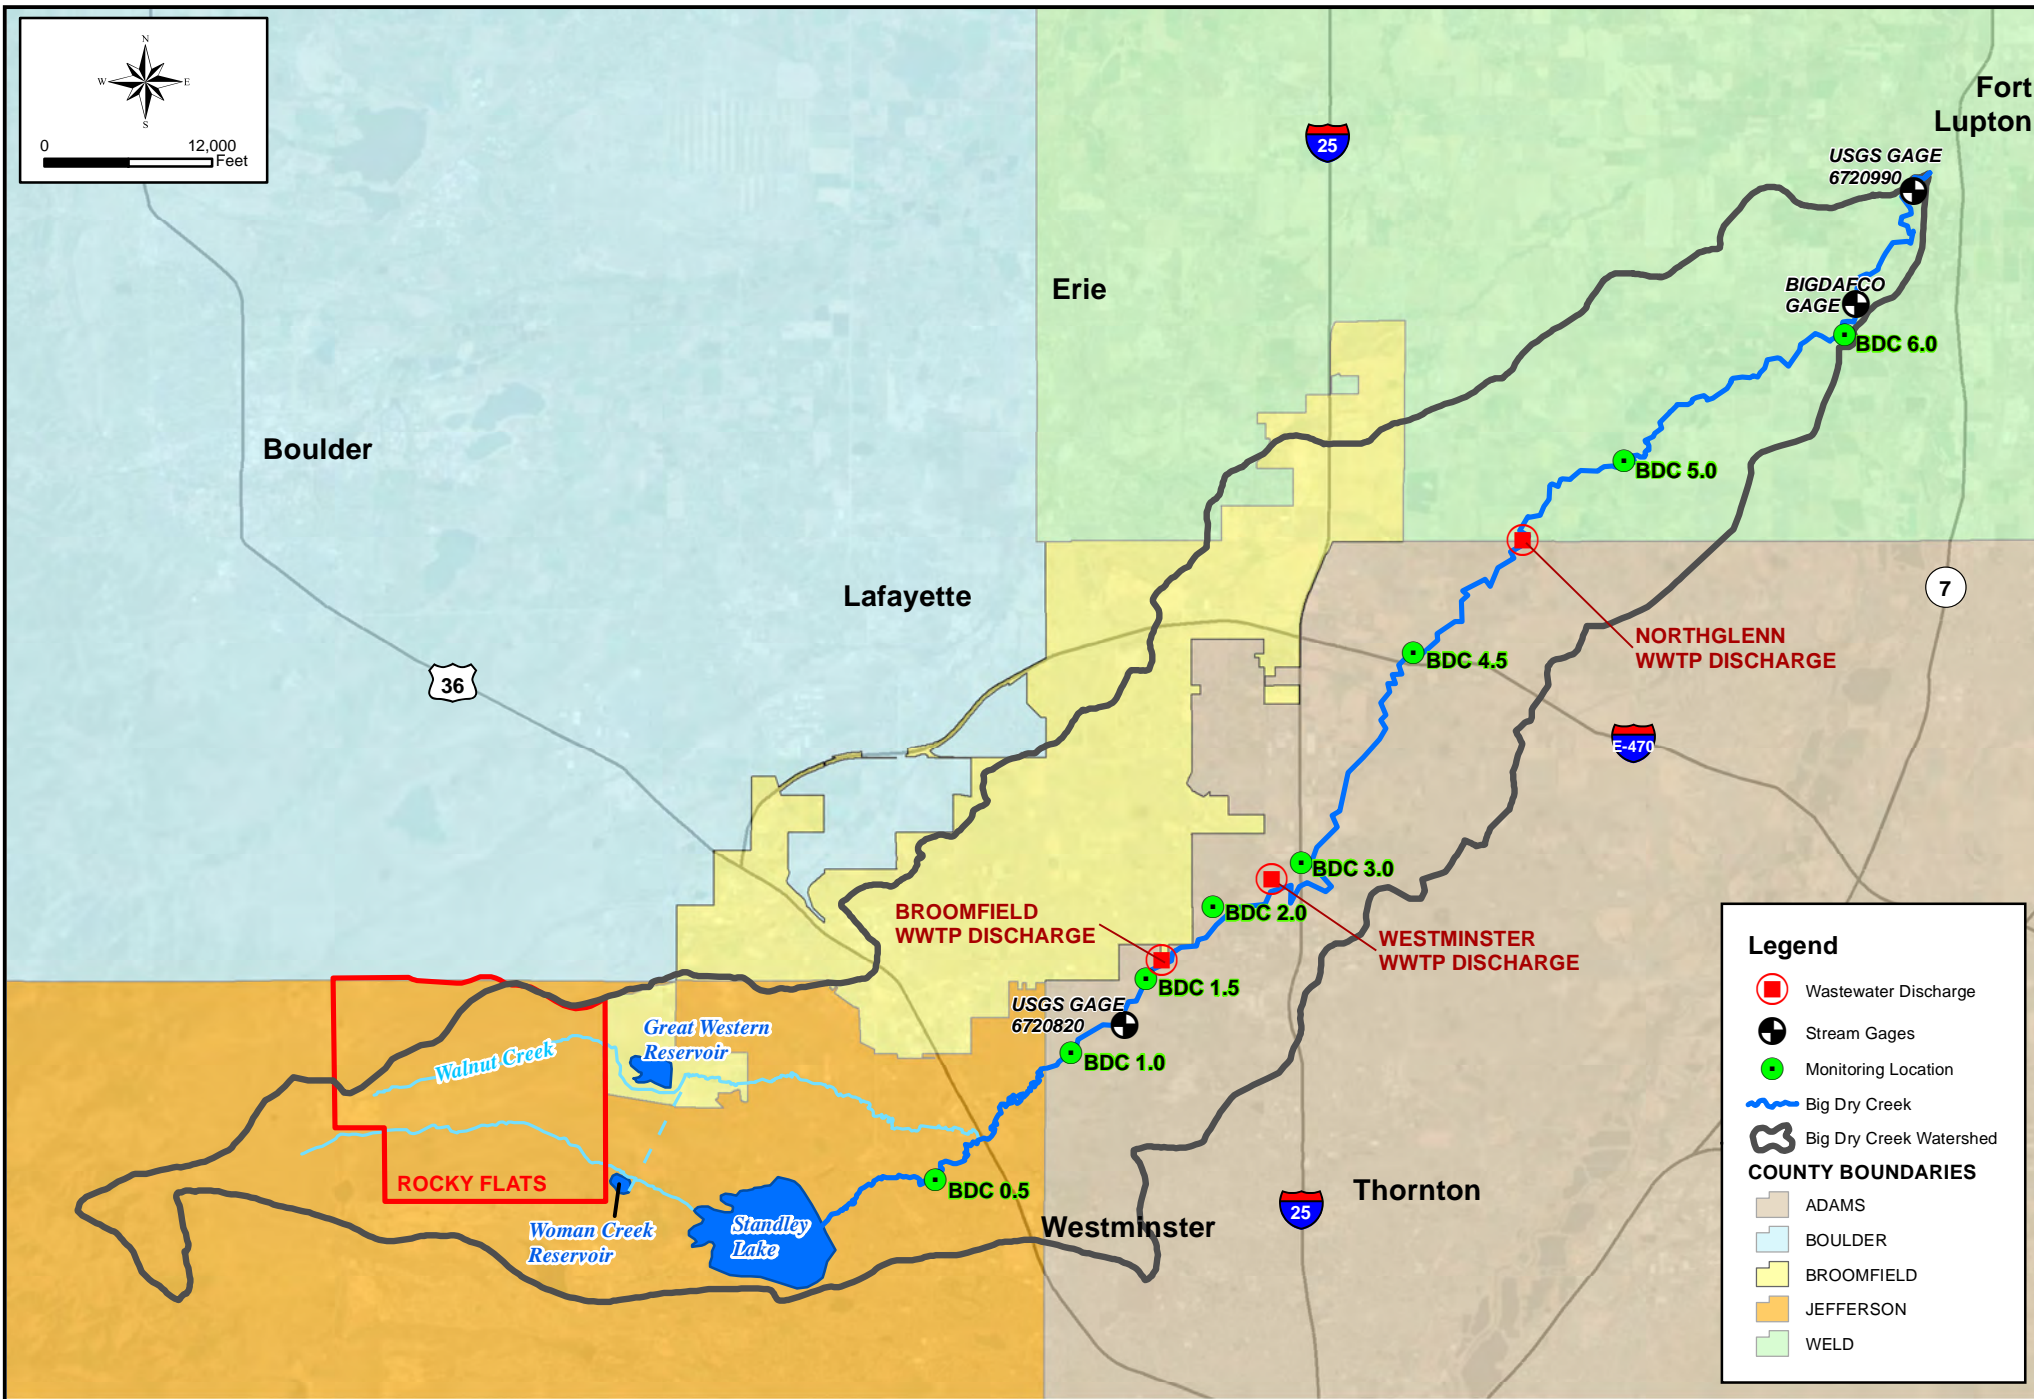 N
W
E
S
0
12,000
Feet
Fort
Lupton
25
USGS GAGE
6720990
Erie
BIGDAFCO
GAGE
BDC 6.0
Boulder
BDC 5.0
Lafayette
7
NORTHGLENN
WWTP DISCHARGE
BDC 4.5
36
E-470
BDC 3.0
BDC 2.0
BROOMFIELD
WWTP DISCHARGE
WESTMINSTER
WWTP DISCHARGE
BDC 1.5
USGS GAGE
6720820
Great Western
Reservoir
Walnut Creek
BDC 1.0
ROCKY FLATS
BDC 0.5
Thornton
25
Westminster
Woman Creek
Reservoir
Standley
Lake
Legend
Wastewater Discharge
Stream Gages
Monitoring Location
Big Dry Creek
Big Dry Creek Watershed
COUNTY BOUNDARIES
ADAMS
BOULDER
BROOMFIELD
JEFFERSON
WELD